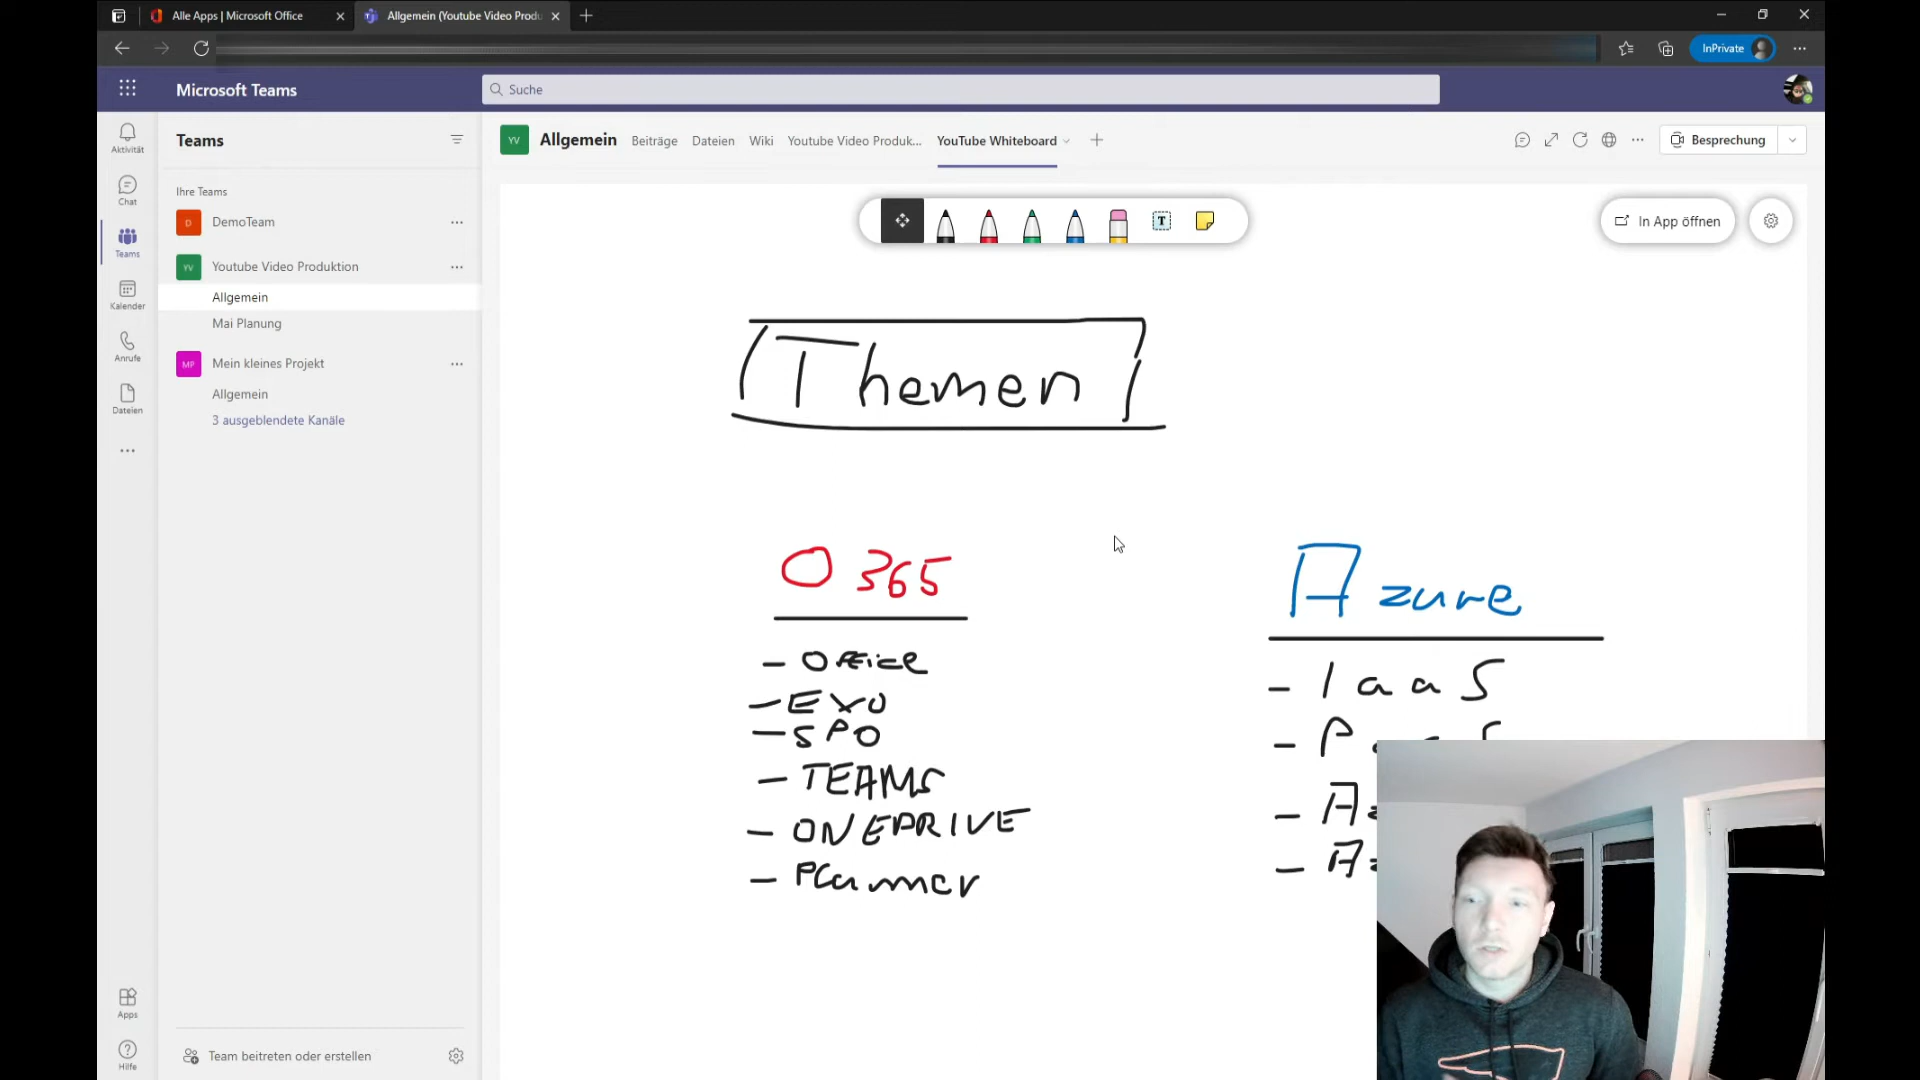 Alle Apps | Microsoft Office
Allgemein (Youtube Video Produ
InPrivate
Microsoft Teams
Suche
Aktivität
Chat
Teams
Kalender
Anrufe
Dateien
Apps
Hilfe
Teams
Ihre Teams
D DemoTeam
YV Youtube Video Produktion
Allgemein
Mai Planung
MP Mein kleines Projekt
Allgemein
3 ausgeblendete Kanäle
Team beitreten oder erstellen
YV Allgemein Beiträge Dateien Wiki Youtube Video Produk... YouTube Whiteboard
Besprechung
T
In App öffnen
Themen
O 365
- Office
- EXO
- SPO
- TEAMS
- ONEDRIVE
- Planner
Azure
- IaaS